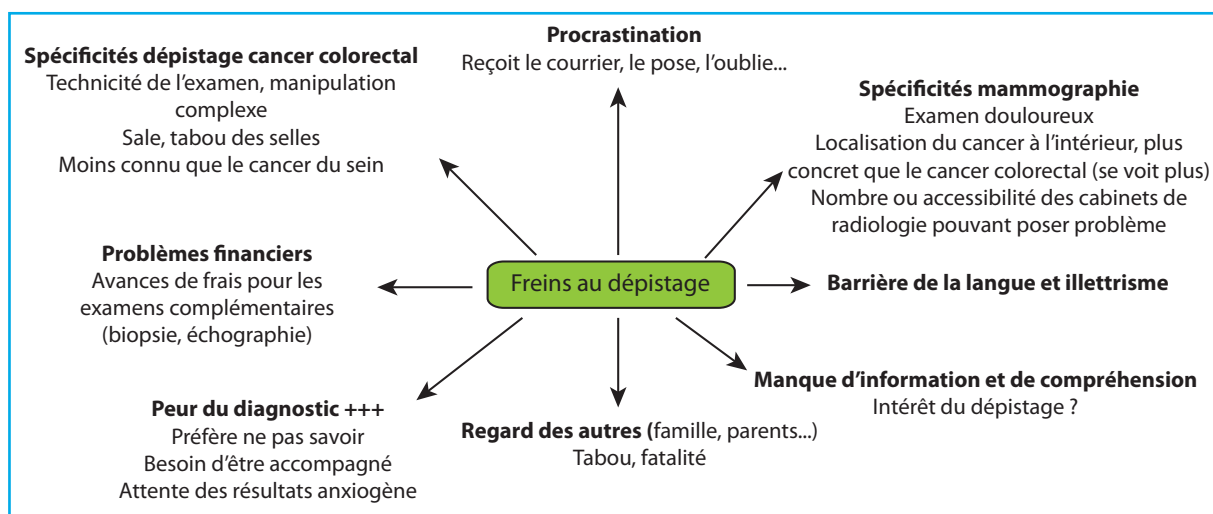 Procrastination
Reçoit le courrier, le pose, l’oublie...
Spécificités dépistage cancer colorectal
Technicité de l’examen, manipulation
complexe
Sale, tabou des selles
Moins connu que le cancer du sein
Spécificités mammographie
Examen douloureux
Localisation du cancer à l’intérieur, plus
concret que le cancer colorectal (se voit plus)
Nombre ou accessibilité des cabinets de
radiologie pouvant poser problème
Problèmes financiers
Avances de frais pour les
examens complémentaires
(biopsie, échographie)
Freins au dépistage
Barrière de la langue et illettrisme
Peur du diagnostic +++
Préfère ne pas savoir
Besoin d’être accompagné
Attente des résultats anxiogène
Regard des autres (famille, parents...)
Tabou, fatalité
Manque d’information et de compréhension
Intérêt du dépistage ?